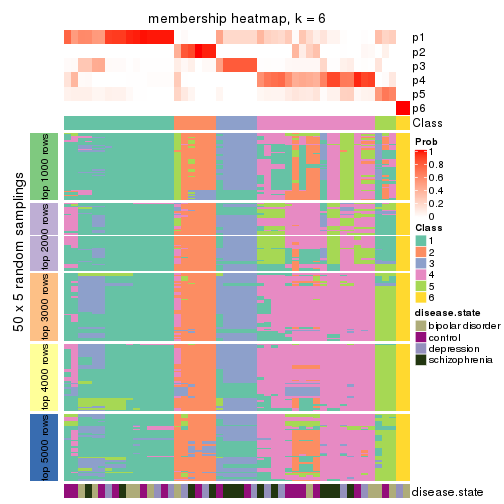 membership heatmap, k = 6
p1
p2
p3
p4
p5
p6
Class
Prob
1
0.8
0.6
0.4
0.2
0
Class
1
2
3
4
5
6
disease.state
bipolar disorder
control
depression
schizophrenia
50 x 5 random samplings
top 1000 rows
top 2000 rows
top 3000 rows
top 4000 rows
top 5000 rows
disease.state